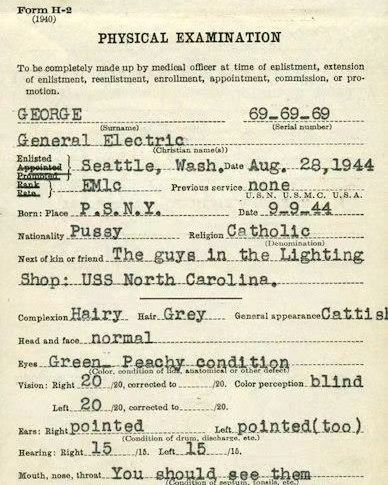 Form H-2
(1940)
PHYSICAL EXAMINATION
To be completely made up by medical officer at time of enlistment, extension
of enlistment, reenlistment, enrollment, appointment, commission, or pro-
motion.
GEORGE 69-69-69
(Surname) (Serial number)
General Electric
(Christian name(s))
Enlisted
Appointed
Enrolled } Seattle, Wash. Date Aug. 28, 1944
Rank
Rate } EM1c Previous service none
U.S.N. U.S.M.C. U.S.A.
Born: Place P.S.N.Y. Date 9-9-44
Nationality Pussy Religion Catholic
(Denomination)
Next of kin or friend The guys in the Lighting
Shop: USS North Carolina.
Complexion Hairy Hair Grey General appearance Cattish
Head and face normal
Eyes Green Peachy condition
(Color, condition of lids, anatomical or other defect)
Vision: Right 20 /20, corrected to /20. Color perception blind
Left 20 /20, corrected to /20.
Ears: Right pointed Left pointed(too)
(Condition of drum, discharge, etc.)
Hearing: Right 15 /15. Left 15 /15.
Mouth, nose, throat You should see them
(Condition of septum, tonsils, etc.)